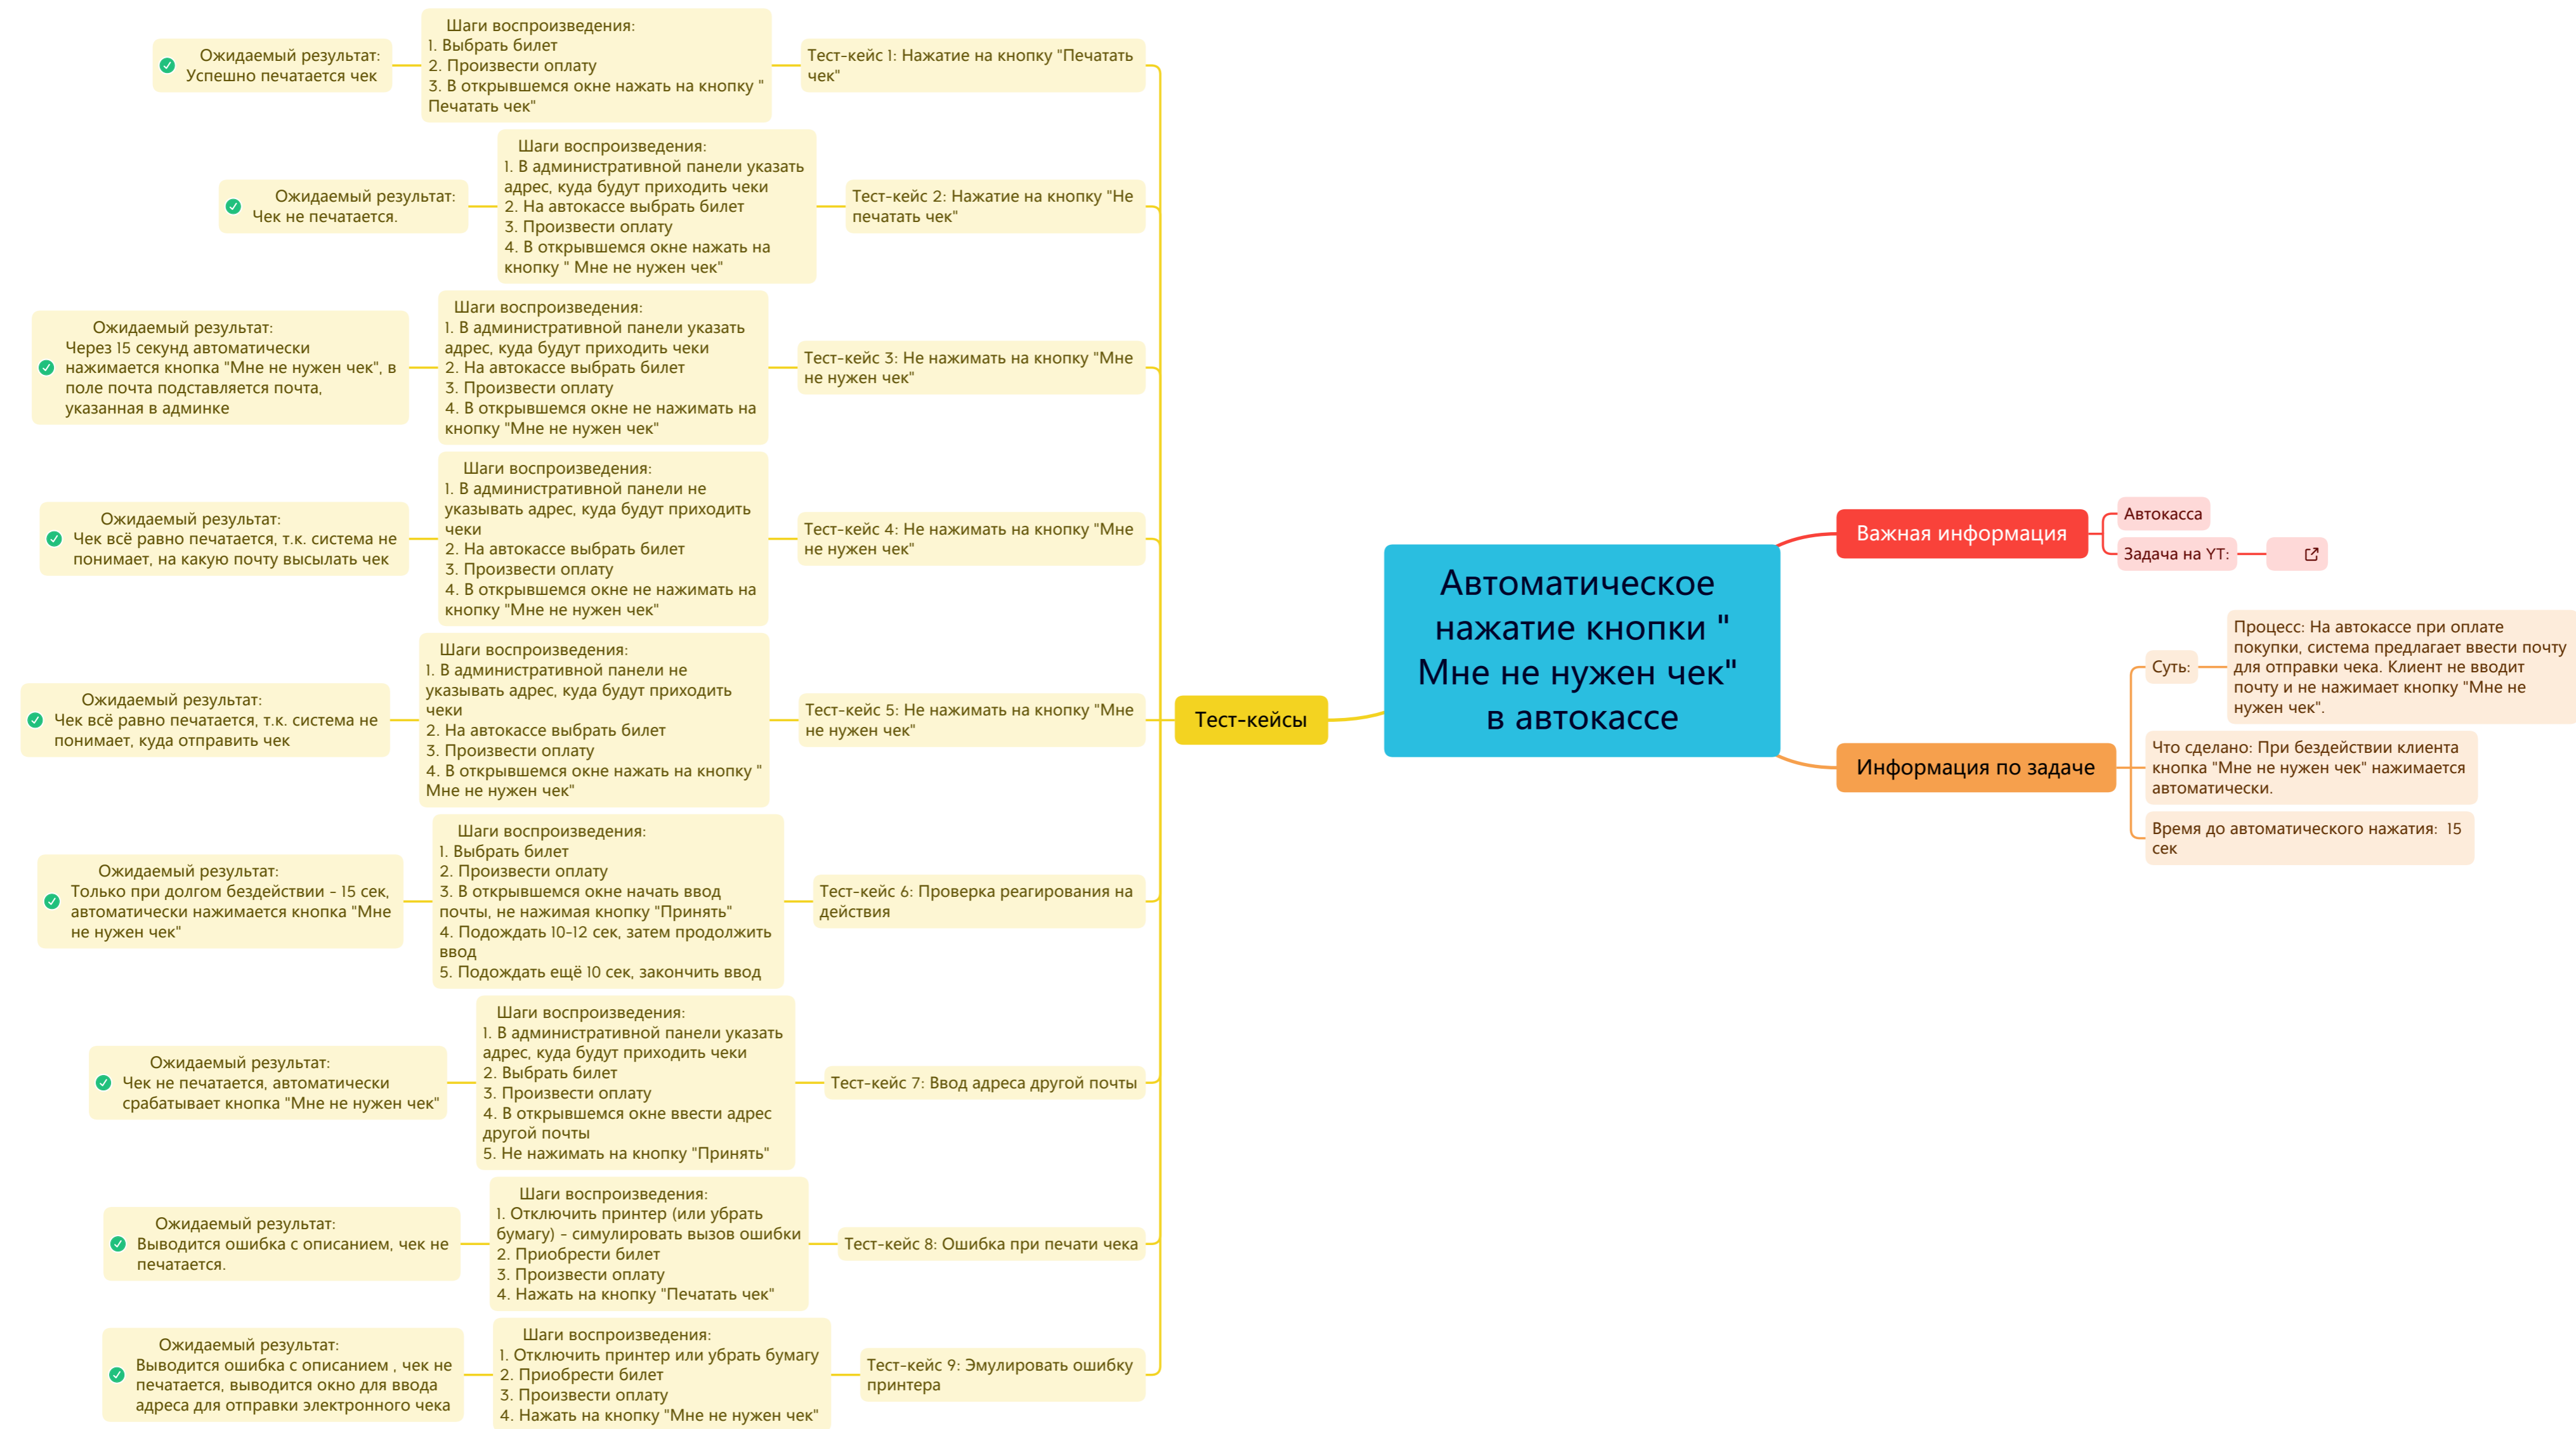 Автоматическое
нажатие кнопки "
Мне не нужен чек"
в автокассе
Важная информация
Автокасса
Задача на YT:
Информация по задаче
Суть:
Процесс: На автокассе при оплате
покупки, система предлагает ввести почту
для отправки чека. Клиент не вводит
почту и не нажимает кнопку "Мне не
нужен чек".
Что сделано: При бездействии клиента
кнопка "Мне не нужен чек" нажимается
автоматически.
Время до автоматического нажатия: 15
сек
Тест-кейсы
Тест-кейс 1: Нажатие на кнопку "Печатать
чек"
Шаги воспроизведения:
1. Выбрать билет
2. Произвести оплату
3. В открывшемся окне нажать на кнопку "
Печатать чек"
Ожидаемый результат:
Успешно печатается чек
Тест-кейс 2: Нажатие на кнопку "Не
печатать чек"
Шаги воспроизведения:
1. В административной панели указать
адрес, куда будут приходить чеки
2. На автокассе выбрать билет
3. Произвести оплату
4. В открывшемся окне нажать на
кнопку " Мне не нужен чек"
Ожидаемый результат:
Чек не печатается.
Тест-кейс 3: Не нажимать на кнопку "Мне
не нужен чек"
Шаги воспроизведения:
1. В административной панели указать
адрес, куда будут приходить чеки
2. На автокассе выбрать билет
3. Произвести оплату
4. В открывшемся окне не нажимать на
кнопку "Мне не нужен чек"
Ожидаемый результат:
Через 15 секунд автоматически
нажимается кнопка "Мне не нужен чек", в
поле почта подставляется почта,
указанная в админке
Тест-кейс 4: Не нажимать на кнопку "Мне
не нужен чек"
Шаги воспроизведения:
1. В административной панели не
указывать адрес, куда будут приходить
чеки
2. На автокассе выбрать билет
3. Произвести оплату
4. В открывшемся окне не нажимать на
кнопку "Мне не нужен чек"
Ожидаемый результат:
Чек всё равно печатается, т.к. система не
понимает, на какую почту высылать чек
Тест-кейс 5: Не нажимать на кнопку "Мне
не нужен чек"
Шаги воспроизведения:
1. В административной панели не
указывать адрес, куда будут приходить
чеки
2. На автокассе выбрать билет
3. Произвести оплату
4. В открывшемся окне нажать на кнопку "
Мне не нужен чек"
Ожидаемый результат:
Чек всё равно печатается, т.к. система не
понимает, куда отправить чек
Тест-кейс 6: Проверка реагирования на
действия
Шаги воспроизведения:
1. Выбрать билет
2. Произвести оплату
3. В открывшемся окне начать ввод
почты, не нажимая кнопку "Принять"
4. Подождать 10-12 сек, затем продолжить
ввод
5. Подождать ещё 10 сек, закончить ввод
Ожидаемый результат:
Только при долгом бездействии - 15 сек,
автоматически нажимается кнопка "Мне
не нужен чек"
Тест-кейс 7: Ввод адреса другой почты
Шаги воспроизведения:
1. В административной панели указать
адрес, куда будут приходить чеки
2. Выбрать билет
3. Произвести оплату
4. В открывшемся окне ввести адрес
другой почты
5. Не нажимать на кнопку "Принять"
Ожидаемый результат:
Чек не печатается, автоматически
срабатывает кнопка "Мне не нужен чек"
Тест-кейс 8: Ошибка при печати чека
Шаги воспроизведения:
1. Отключить принтер (или убрать
бумагу) - симулировать вызов ошибки
2. Приобрести билет
3. Произвести оплату
4. Нажать на кнопку "Печатать чек"
Ожидаемый результат:
Выводится ошибка с описанием, чек не
печатается.
Тест-кейс 9: Эмулировать ошибку
принтера
Шаги воспроизведения:
1. Отключить принтер или убрать бумагу
2. Приобрести билет
3. Произвести оплату
4. Нажать на кнопку "Мне не нужен чек"
Ожидаемый результат:
Выводится ошибка с описанием , чек не
печатается, выводится окно для ввода
адреса для отправки электронного чека